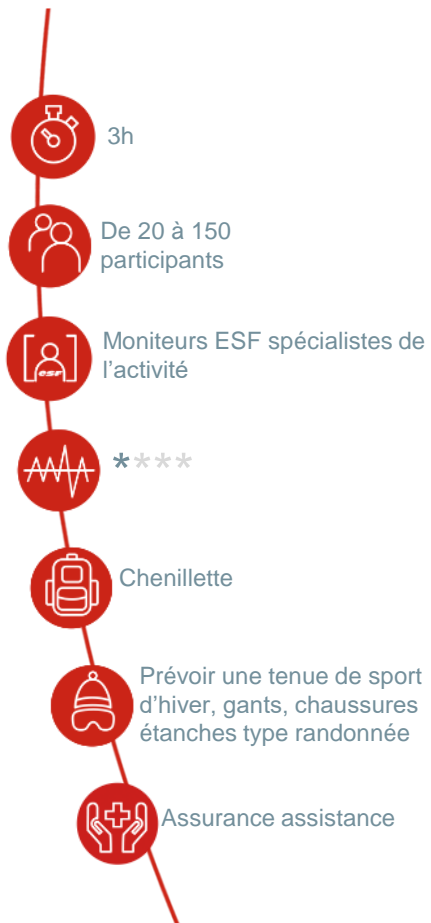 3h
De 20 à 150
participants
Moniteurs ESF spécialistes de
l'activité
esf
****
Chenillette
Prévoir une tenue de sport
d'hiver, gants, chaussures
étanches type randonnée
Assurance assistance